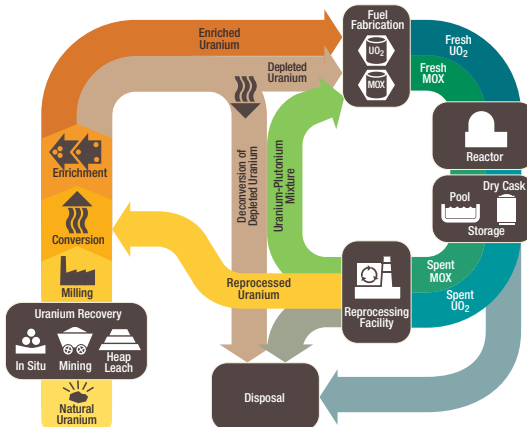 Enriched
Uranium
Depleted
Uranium
Fuel
Fabrication
UO2
MOX
Fresh
UO2
Fresh
MOX
Reactor
Pool
Dry Cask
Storage
Enrichment
Conversion
Milling
Deconversion of
Depleted Uranium
Uranium-Plutonium
Mixture
Reprocessed
Uranium
Reprocessing
Facility
Spent
MOX
Spent
UO2
Uranium Recovery
In Situ
Mining
Heap
Leach
Natural
Uranium
Disposal